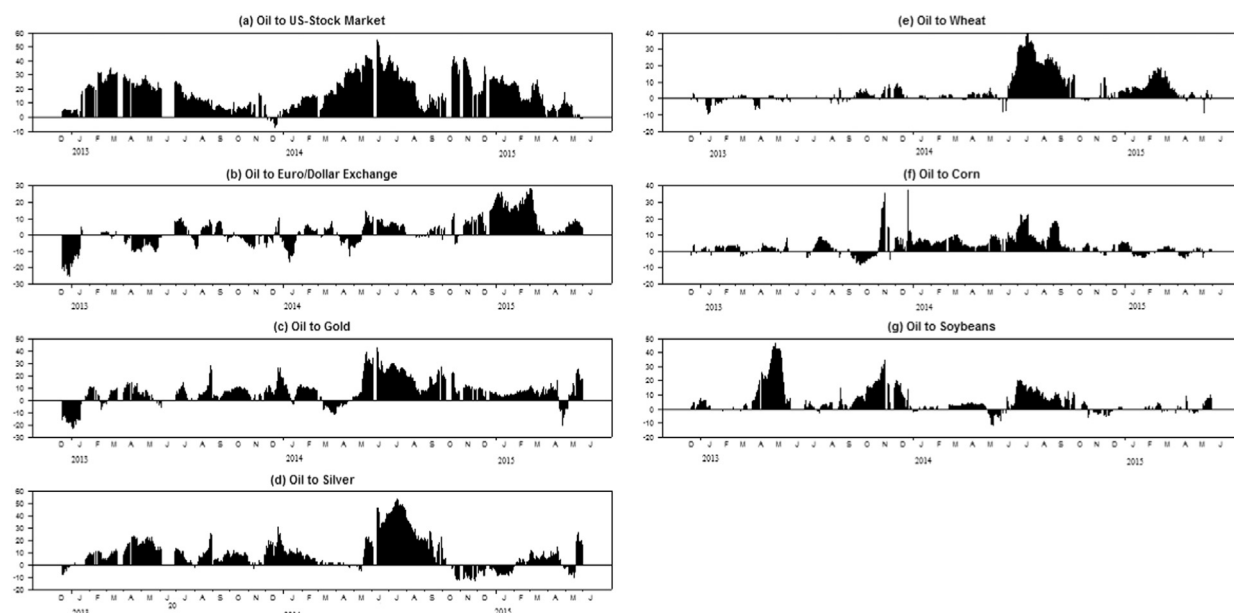 (a) Oil to US-Stock Market
60
50
40
30
20
10
0
-10
D J F M A M J J A S O N D J F M A M J J A S O N D J F M A M J
2013 2014 2015
(b) Oil to Euro/Dollar Exchange
30
20
10
0
-10
-20
-30
D J F M A M J J A S O N D J F M A M J J A S O N D J F M A M J
2013 2014 2015
(c) Oil to Gold
50
40
30
20
10
0
-10
-20
-30
D J F M A M J J A S O N D J F M A M J J A S O N D J F M A M J
2013 2014 2015
(d) Oil to Silver
60
50
40
30
20
10
0
-10
-20
D J F M A M J J A S O N D J F M A M J J A S O N D J F M A M J
20 2015
(e) Oil to Wheat
40
30
20
10
0
-10
-20
D J F M A M J J A S O N D J F M A M J J A S O N D J F M A M J
2013 2014 2015
(f) Oil to Corn
40
30
20
10
0
-10
-20
D J F M A M J J A S O N D J F M A M J J A S O N D J F M A M J
2013 2014 2015
(g) Oil to Soybeans
50
40
30
20
10
0
-10
-20
D J F M A M J J A S O N D J F M A M J J A S O N D J F M A M J
2013 2014 2015